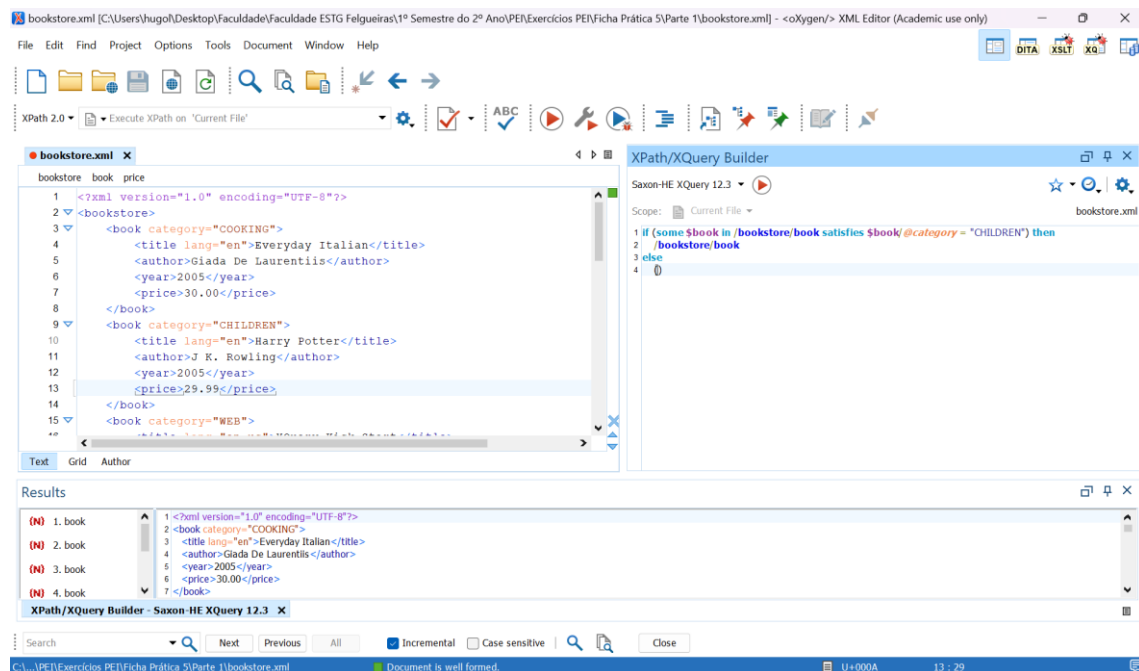 bookstore.xml [C:\Users\hugol\Desktop\Faculdade\Faculdade ESTG Felgueiras\1º Semestre do 2º Ano\PEI\Exercícios PEI\Ficha Prática 5\Parte 1\bookstore.xml] - <oXygen/> XML Editor (Academic use only)
File Edit Find Project Options Tools Document Window Help
DITA XSLT XQ
XPath 2.0 Execute XPath on 'Current File'
ABC
bookstore.xml
bookstore book price
1 <?xml version="1.0" encoding="UTF-8"?>
2 <bookstore>
3 <book category="COOKING">
4 <title lang="en">Everyday Italian</title>
5 <author>Giada De Laurentiis</author>
6 <year>2005</year>
7 <price>30.00</price>
8 </book>
9 <book category="CHILDREN">
10 <title lang="en">Harry Potter</title>
11 <author>J K. Rowling</author>
12 <year>2005</year>
13 <price>29.99</price>
14 </book>
15 <book category="WEB">
Text Grid Author
XPath/XQuery Builder
Saxon-HE XQuery 12.3
Scope: Current File bookstore.xml
1 if (some $book in /bookstore/book satisfies $book/@category = "CHILDREN") then
2 /bookstore/book
3 else
4 ()
Results
(N) 1. book
(N) 2. book
(N) 3. book
(N) 4. book
1 <?xml version="1.0" encoding="UTF-8"?>
2 <book category="COOKING">
3 <title lang="en">Everyday Italian</title>
4 <author>Giada De Laurentiis</author>
5 <year>2005</year>
6 <price>30.00</price>
7 </book>
XPath/XQuery Builder - Saxon-HE XQuery 12.3
Search Next Previous All Incremental Case sensitive Close
C:\...\PEI\Exercícios PEI\Ficha Prática 5\Parte 1\bookstore.xml Document is well formed. U+000A 13 : 29